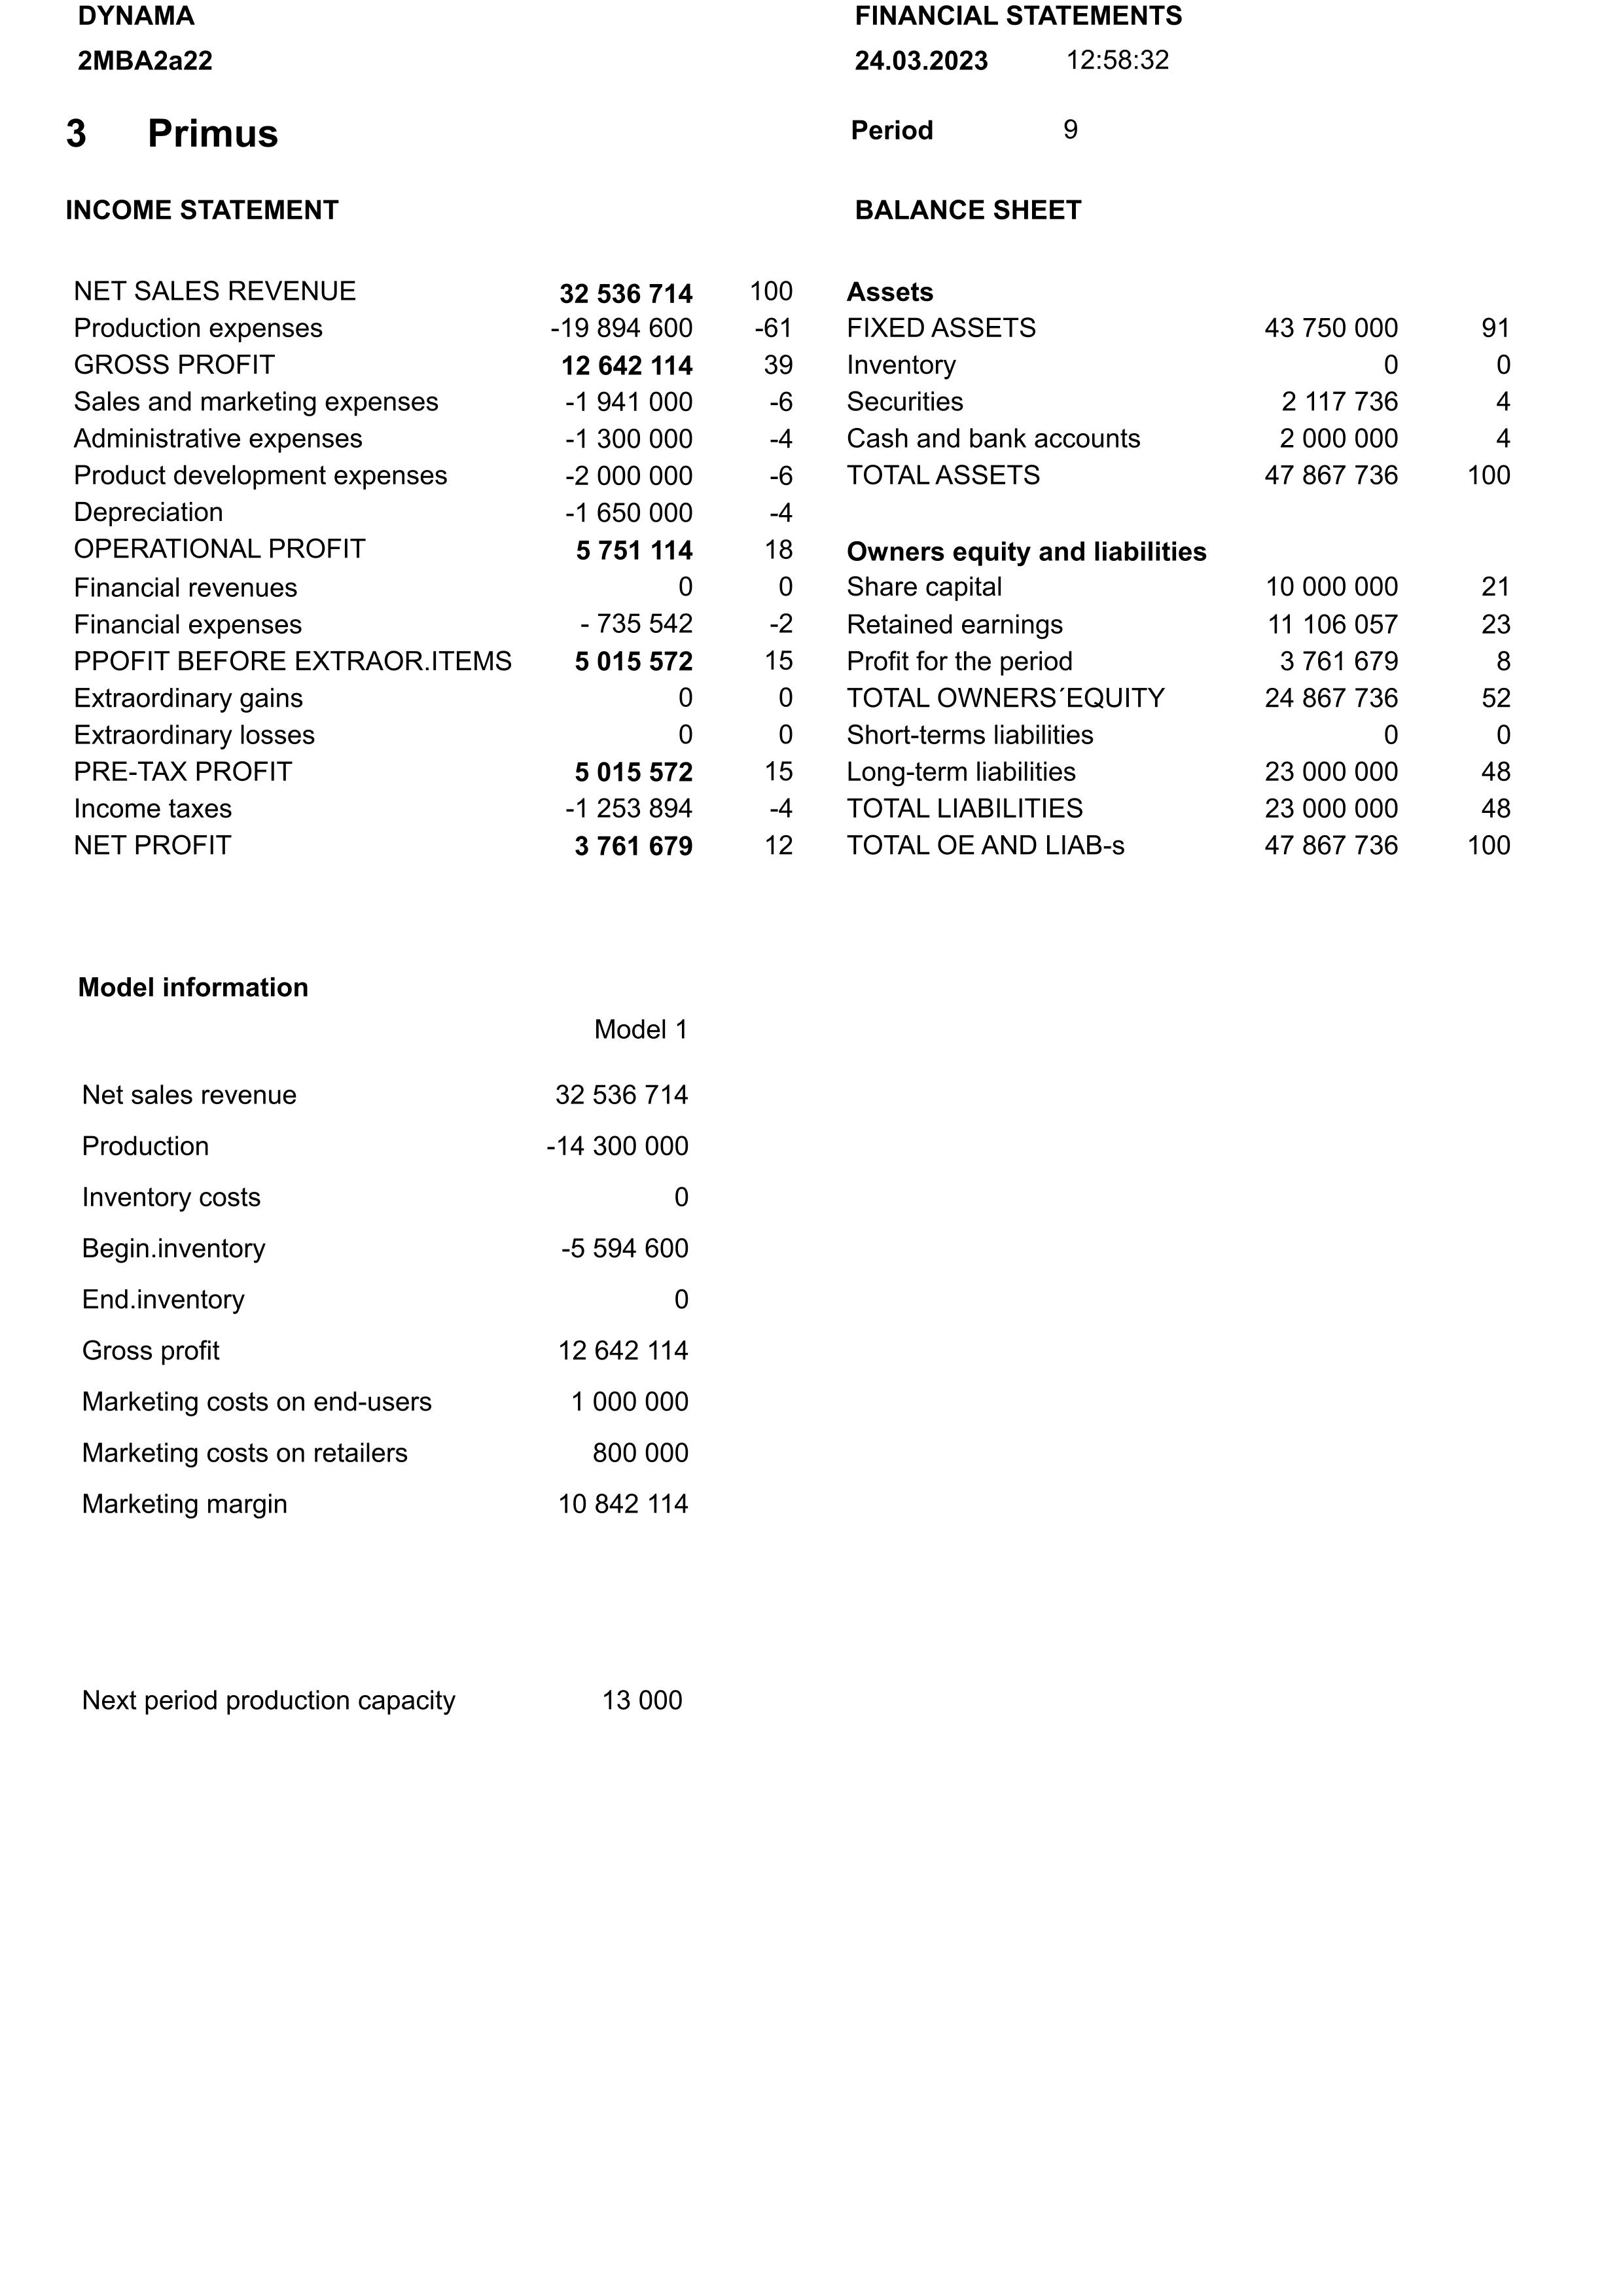 DYNAMA FINANCIAL STATEMENTS
2MBA2a22 24.03.2023 12:58:32
3 Primus Period 9
INCOME STATEMENT BALANCE SHEET
NET SALES REVENUE 32 536 714 100 Assets
Production expenses -19 894 600 -61 FIXED ASSETS 43 750 000 91
GROSS PROFIT 12 642 114 39 Inventory 0 0
Sales and marketing expenses -1 941 000 -6 Securities 2 117 736 4
Administrative expenses -1 300 000 -4 Cash and bank accounts 2 000 000 4
Product development expenses -2 000 000 -6 TOTAL ASSETS 47 867 736 100
Depreciation -1 650 000 -4
OPERATIONAL PROFIT 5 751 114 18 Owners equity and liabilities
Financial revenues 0 0 Share capital 10 000 000 21
Financial expenses - 735 542 -2 Retained earnings 11 106 057 23
PPOFIT BEFORE EXTRAOR.ITEMS 5 015 572 15 Profit for the period 3 761 679 8
Extraordinary gains 0 0 TOTAL OWNERS´EQUITY 24 867 736 52
Extraordinary losses 0 0 Short-terms liabilities 0 0
PRE-TAX PROFIT 5 015 572 15 Long-term liabilities 23 000 000 48
Income taxes -1 253 894 -4 TOTAL LIABILITIES 23 000 000 48
NET PROFIT 3 761 679 12 TOTAL OE AND LIAB-s 47 867 736 100
Model information
Model 1
Net sales revenue 32 536 714
Production -14 300 000
Inventory costs 0
Begin.inventory -5 594 600
End.inventory 0
Gross profit 12 642 114
Marketing costs on end-users 1 000 000
Marketing costs on retailers 800 000
Marketing margin 10 842 114
Next period production capacity 13 000